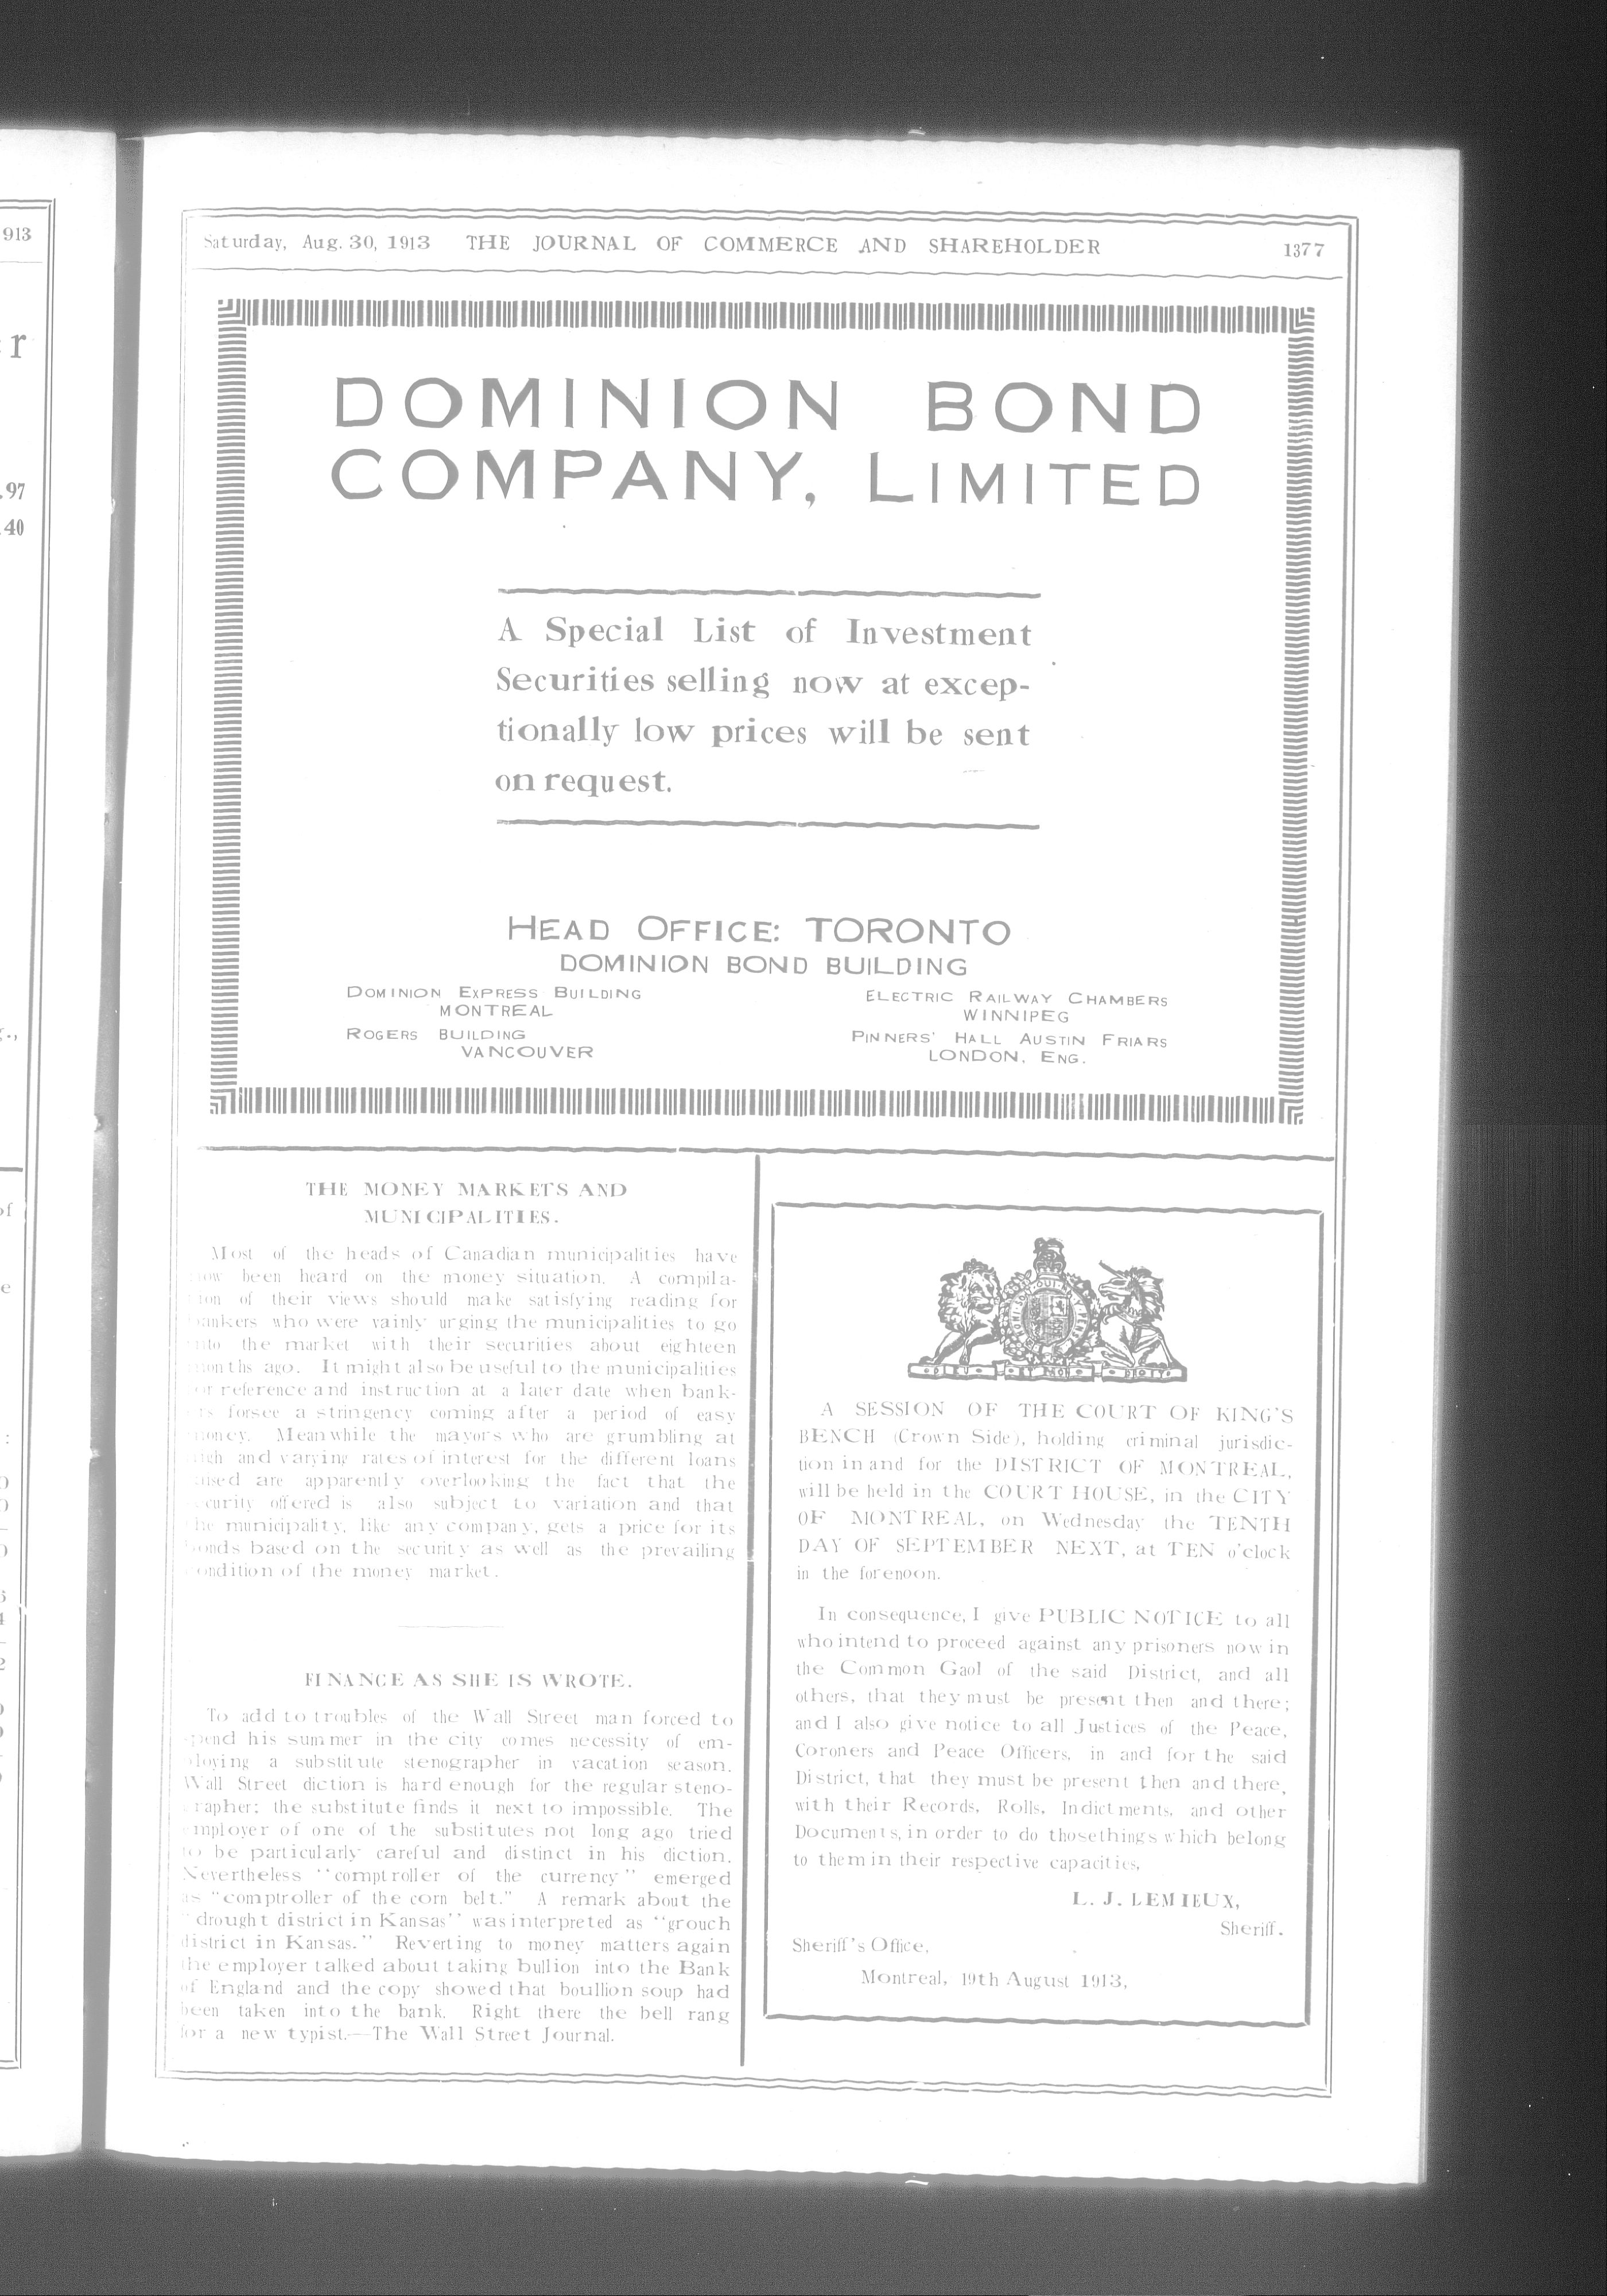 Saturday, Aug. 30, 1913 THE JOURNAL OF COMMERCE AND SHAREHOLDER 1377
DOMINION BOND
COMPANY, LIMITED
A Special List of Investment
Securities selling now at excep-
tionally low prices will be sent
on request.
HEAD OFFICE: TORONTO
DOMINION BOND BUILDING
DOMINION EXPRESS BUILDING
MONTREAL
ROGERS BUILDING
VANCOUVER
ELECTRIC RAILWAY CHAMBERS
WINNIPEG
PINNERS' HALL AUSTIN FRIARS
LONDON, ENG.
THE MONEY MARKETS AND
MUNICIPALITIES.
Most of the heads of Canadian municipalities have
now been heard on the money situation. A compila-
tion of their views should make satisfying reading for
bankers who were vainly urging the municipalities to go
into the market with their securities about eighteen
months ago. It might also be useful to the municipalities
for reference and instruction at a later date when bank-
ers forsee a stringency coming after a period of easy
money. Meanwhile the mayors who are grumbling at
high and varying rates of interest for the different loans
raised are apparently overlooking the fact that the
security offered is also subject to variation and that
the municipality, like any company, gets a price for its
bonds based on the security as well as the prevailing
condition of the money market.
FINANCE AS SHE IS WROTE.
To add to troubles of the Wall Street man forced to
spend his summer in the city comes necessity of em-
ploying a substitute stenographer in vacation season.
Wall Street diction is hard enough for the regular steno-
grapher; the substitute finds it next to impossible. The
employer of one of the substitutes not long ago tried
to be particularly careful and distinct in his diction.
Nevertheless "comptroller of the currency" emerged
as "comptroller of the corn belt." A remark about the
"drought district in Kansas" was interpreted as "grouch
district in Kansas." Reverting to money matters again
the employer talked about taking bullion into the Bank
of England and the copy showed that boullion soup had
been taken into the bank. Right there the bell rang
for a new typist.—The Wall Street Journal.
DIEU ET MON DROIT
A SESSION OF THE COURT OF KING'S
BENCH (Crown Side), holding criminal jurisdic-
tion in and for the DISTRICT OF MONTREAL,
will be held in the COURT HOUSE, in the CITY
OF MONTREAL, on Wednesday the TENTH
DAY OF SEPTEMBER NEXT, at TEN o'clock
in the forenoon.
In consequence, I give PUBLIC NOTICE to all
who intend to proceed against any prisoners now in
the Common Gaol of the said District, and all
others, that they must be present then and there;
and I also give notice to all Justices of the Peace,
Coroners and Peace Officers, in and for the said
District, that they must be present then and there,
with their Records, Rolls, Indictments, and other
Documents, in order to do those things which belong
to them in their respective capacities.
L. J. LEMIEUX,
Sheriff.
Sheriff's Office,
Montreal, 19th August 1913,